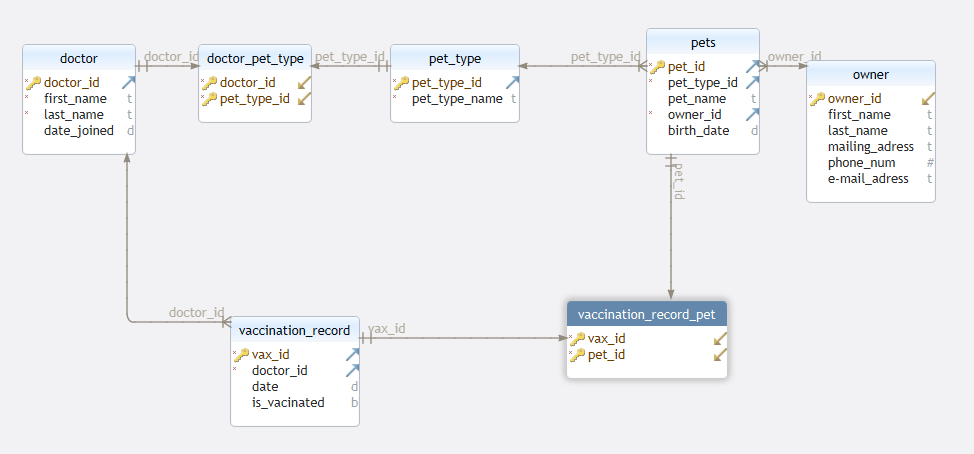 doctor
doctor_id
first_name t
last_name t
date_joined d
doctor_id
doctor_pet_type
doctor_id
pet_type_id
pet_type_id
pet_type
pet_type_id
pet_type_name t
pet_type_id
pets
pet_id
pet_type_id
pet_name t
owner_id
birth_date d
owner_id
owner
owner_id
first_name t
last_name t
mailing_adress t
phone_num #
e-mail_adress t
pet_id
doctor_id
vaccination_record
vax_id
doctor_id
date d
is_vacinated b
vax_id
vaccination_record_pet
vax_id
pet_id